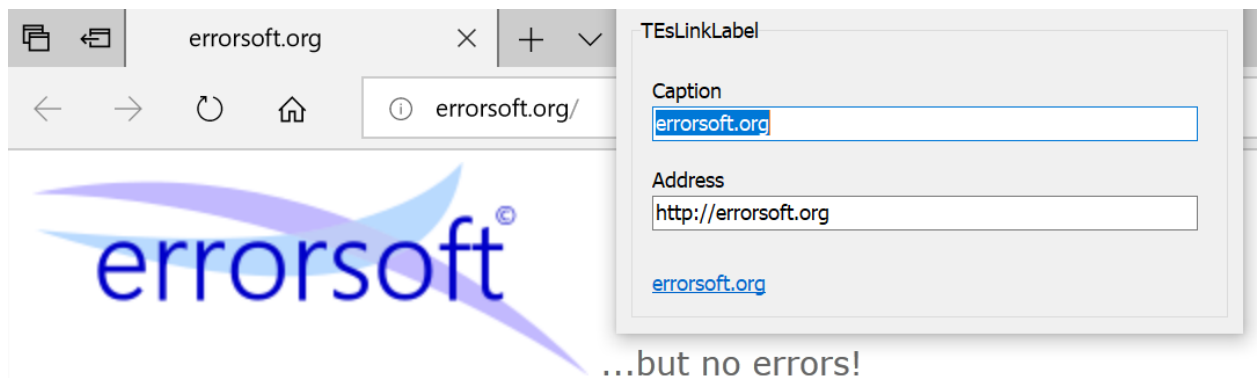 errorsoft.org
errorsoft.org/
errorsoft©
...but no errors!
TEsLinkLabel
Caption
errorsoft.org
Address
http://errorsoft.org
errorsoft.org